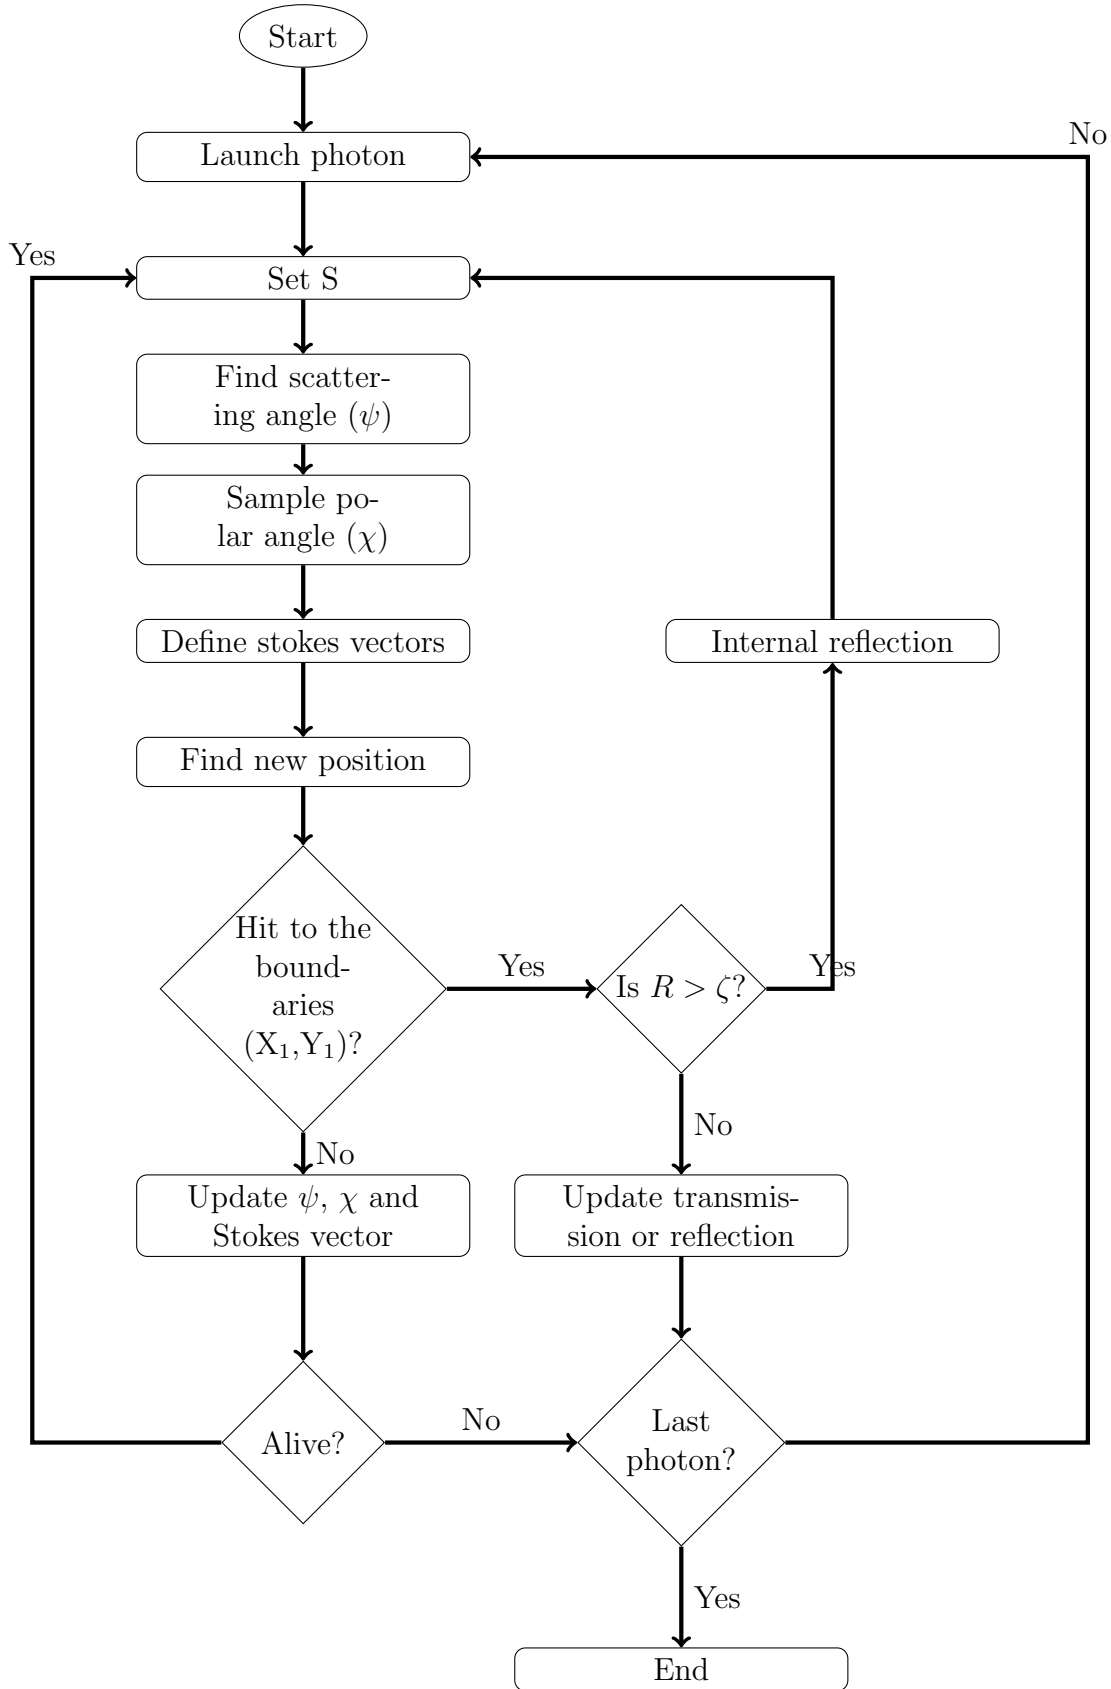 Start
Launch photon
No
Yes
Set S
Find scatter-
ing angle (ψ)
Sample po-
lar angle (χ)
Define stokes vectors
Internal reflection
Find new position
Hit to the
bound-
aries
(X₁,Y₁)?
Yes
Is R > ζ?
Yes
No
No
Update ψ, χ and
Stokes vector
Update transmis-
sion or reflection
Alive?
No
Last
photon?
Yes
End